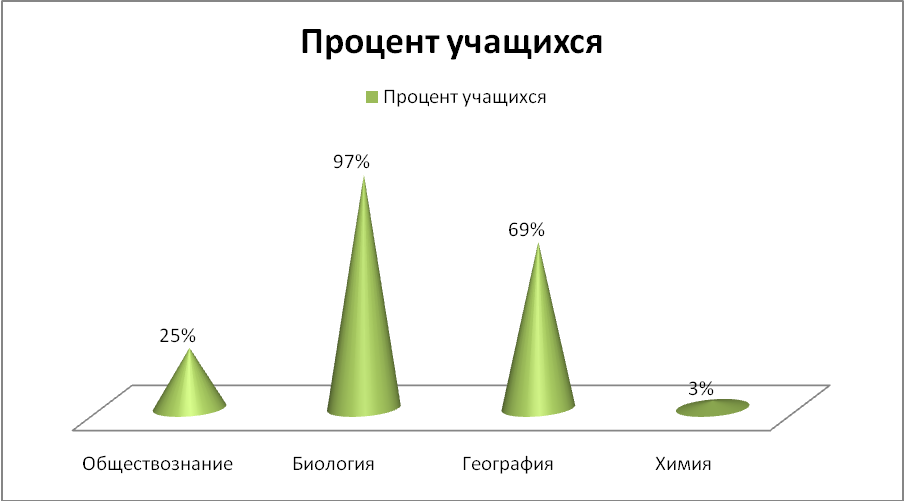 Процент учащихся
Процент учащихся
97%
69%
25%
3%
Обществознание Биология География Химия